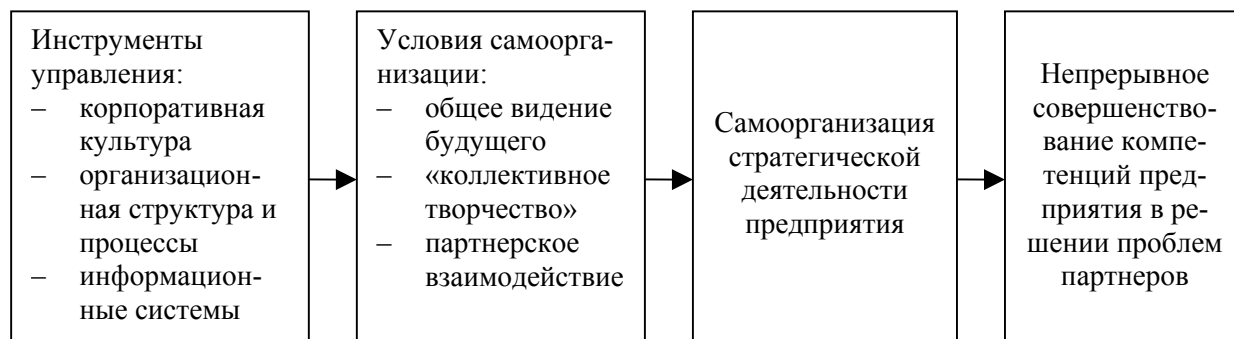 Инструменты
управления:
– корпоративная
культура
– организацион-
ная структура и
процессы
– информацион-
ные системы
Условия самоорга-
низации:
– общее видение
будущего
– «коллективное
творчество»
– партнерское
взаимодействие
Самоорганизация
стратегической
деятельности
предприятия
Непрерывное
совершенство-
вание компе-
тенций пред-
приятия в ре-
шении проблем
партнеров